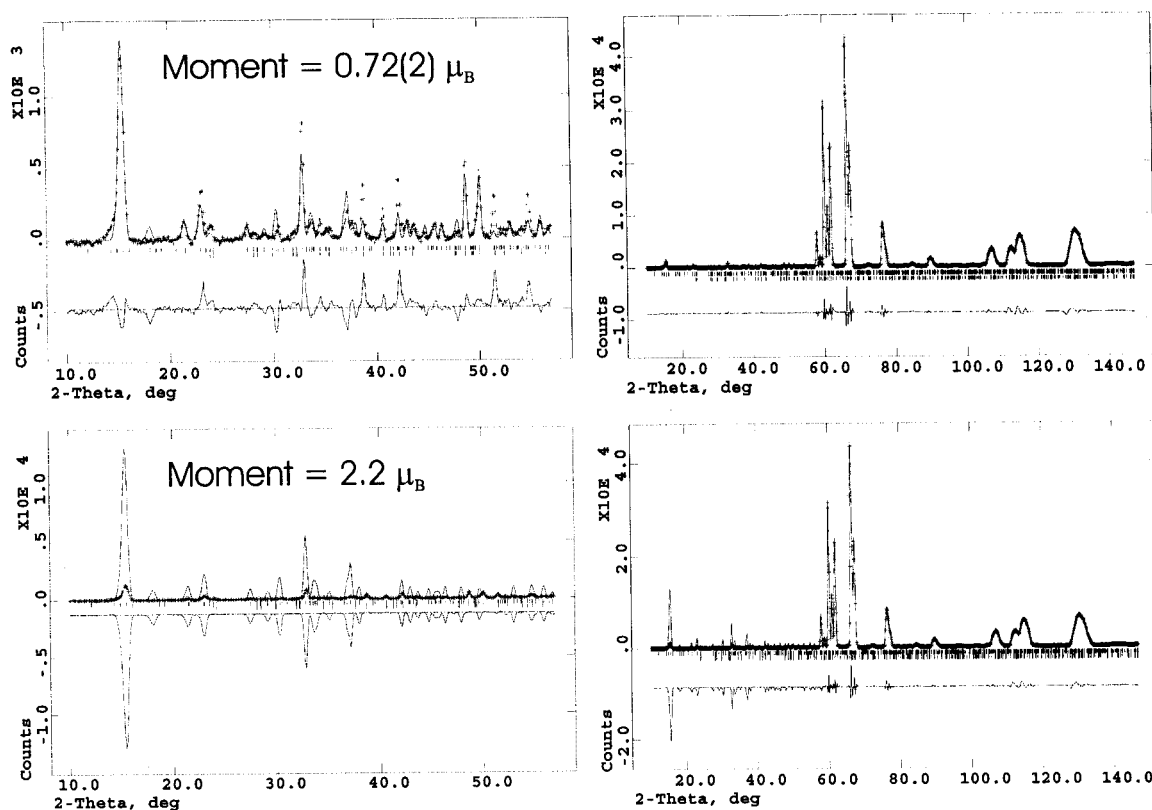 Moment = 0.72(2) μB
X10E 3
1.0
.5
.0
-.5
Counts
10.0 20.0 30.0 40.0 50.0
2-Theta, deg
X10E 4
4.0
3.0
2.0
1.0
.0
-1.0
Counts
20.0 40.0 60.0 80.0 100.0 120.0 140.0
2-Theta, deg
Moment = 2.2 μB
X10E 4
1.0
.5
.0
-.5
-1.0
Counts
10.0 20.0 30.0 40.0 50.0
2-Theta, deg
X10E 4
4.0
2.0
.0
-2.0
Counts
20.0 40.0 60.0 80.0 100.0 120.0 140.0
2-Theta, deg